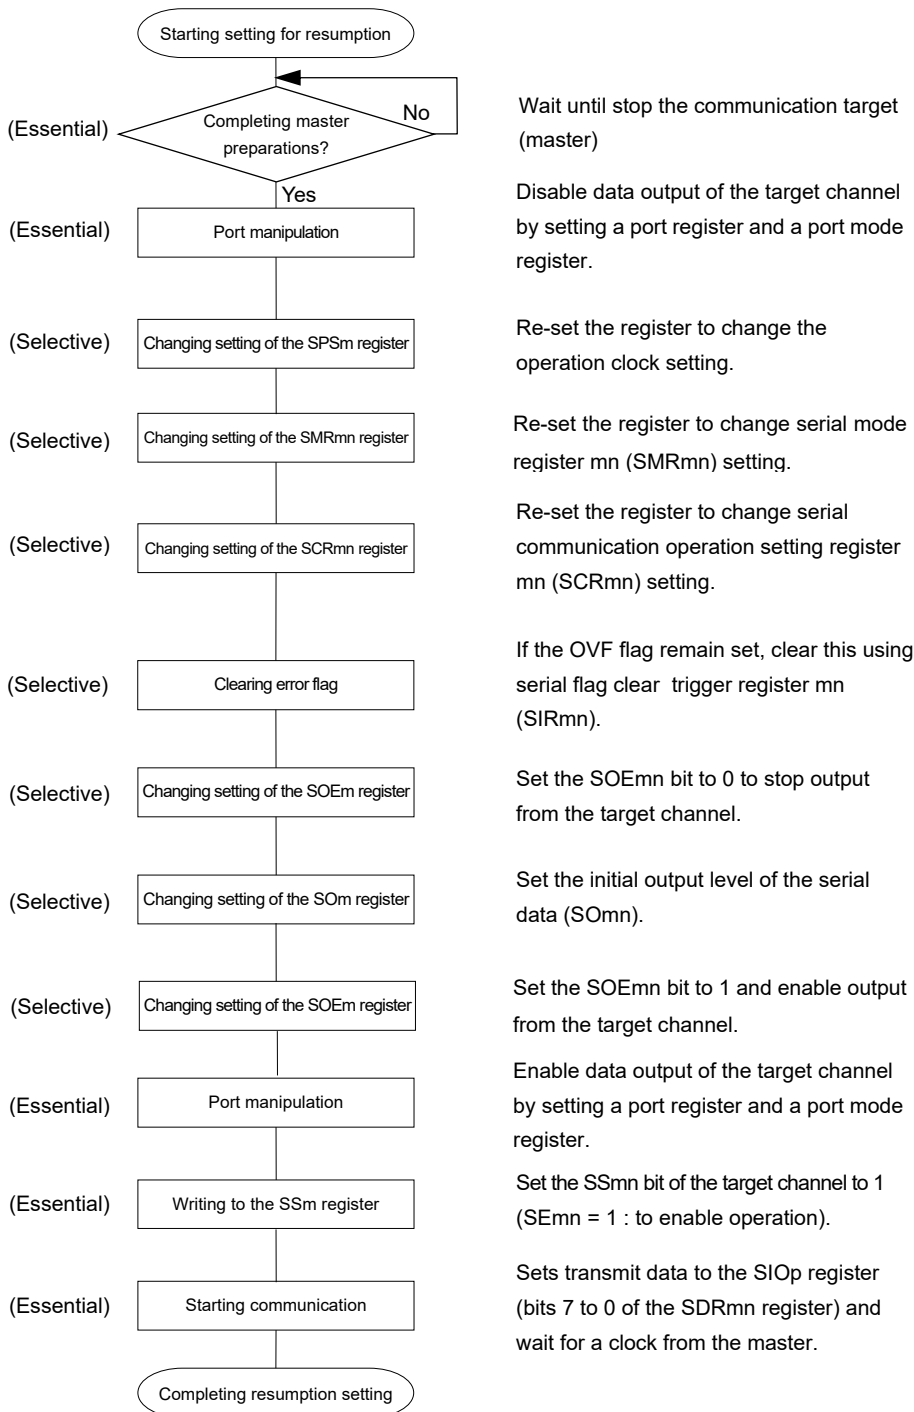 Starting setting for resumption
(Essential)
Completing master
preparations?
No
Wait until stop the communication target
(master)
Yes
(Essential)
Port manipulation
Disable data output of the target channel
by setting a port register and a port mode
register.
(Selective)
Changing setting of the SPSm register
Re-set the register to change the
operation clock setting.
(Selective)
Changing setting of the SMRmn register
Re-set the register to change serial mode
register mn (SMRmn) setting.
(Selective)
Changing setting of the SCRmn register
Re-set the register to change serial
communication operation setting register
mn (SCRmn) setting.
(Selective)
Clearing error flag
If the OVF flag remain set, clear this using
serial flag clear trigger register mn
(SIRmn).
(Selective)
Changing setting of the SOEm register
Set the SOEmn bit to 0 to stop output
from the target channel.
(Selective)
Changing setting of the SOm register
Set the initial output level of the serial
data (SOmn).
(Selective)
Changing setting of the SOEm register
Set the SOEmn bit to 1 and enable output
from the target channel.
(Essential)
Port manipulation
Enable data output of the target channel
by setting a port register and a port mode
register.
(Essential)
Writing to the SSm register
Set the SSmn bit of the target channel to 1
(SEmn = 1 : to enable operation).
(Essential)
Starting communication
Sets transmit data to the SIOp register
(bits 7 to 0 of the SDRmn register) and
wait for a clock from the master.
Completing resumption setting